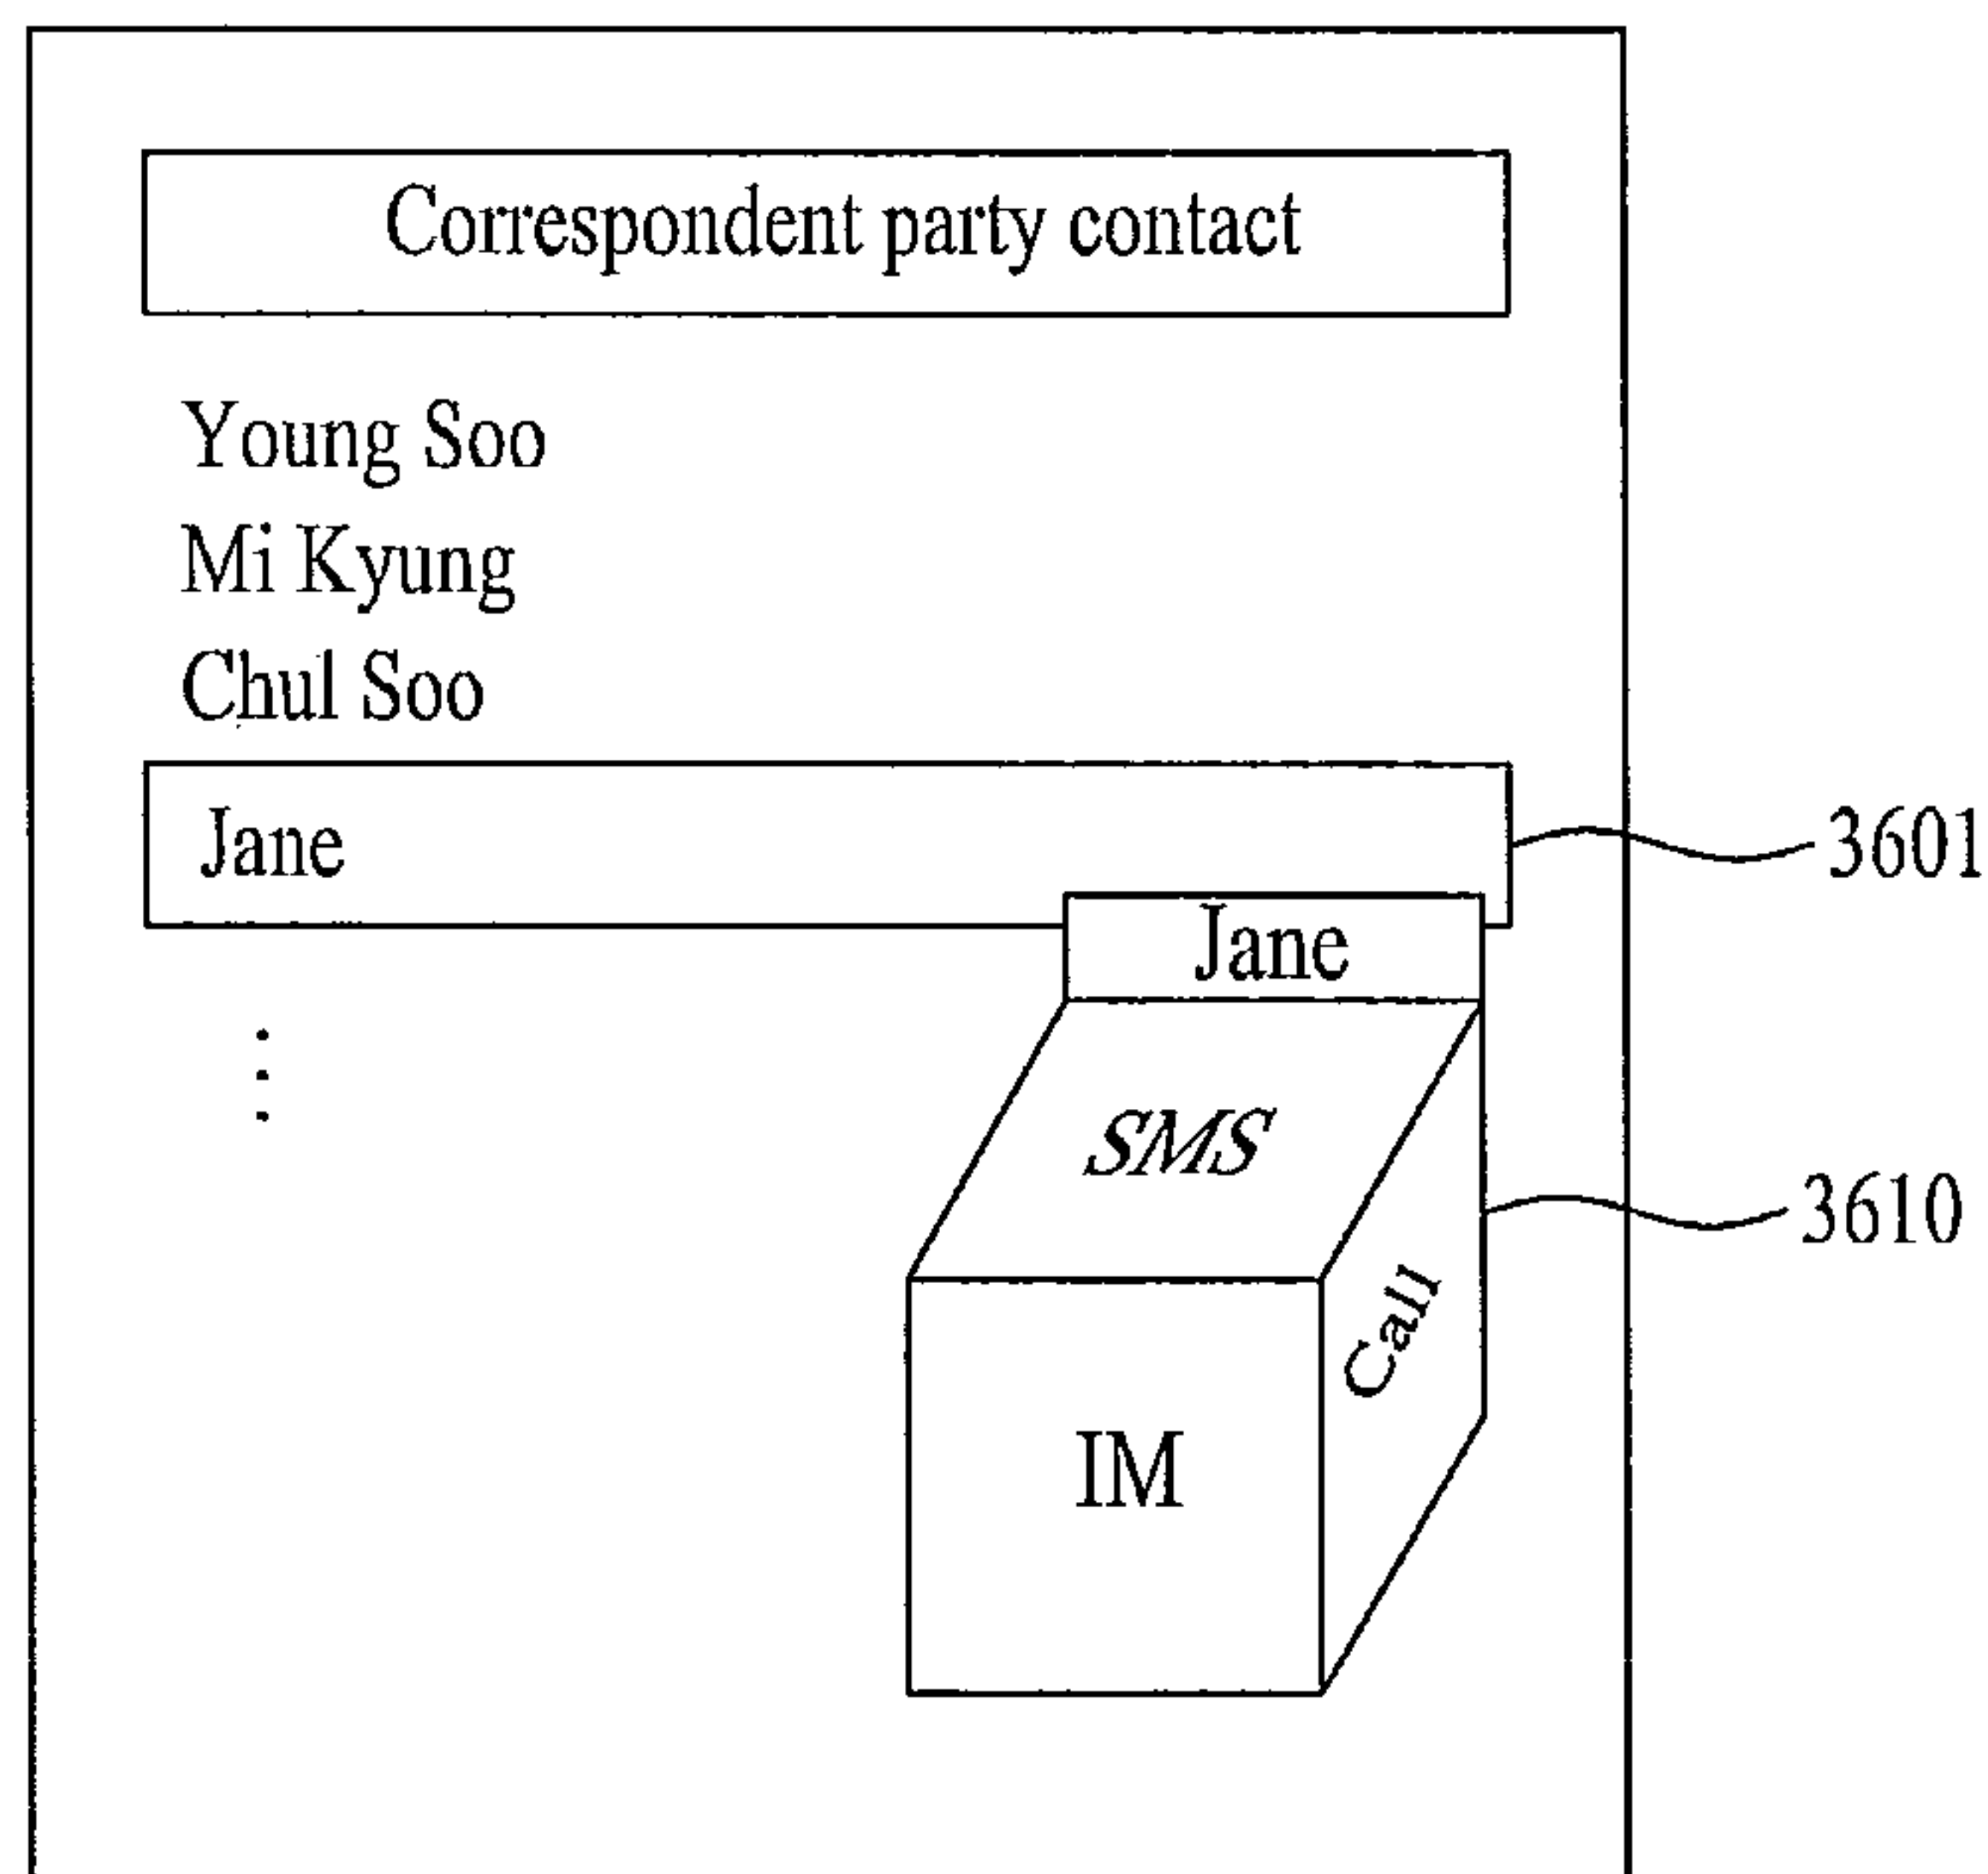 Correspondent party contact
Young Soo
Mi Kyung
Chul Soo
Jane
3601
Jane
SMS
3610
Call
IM